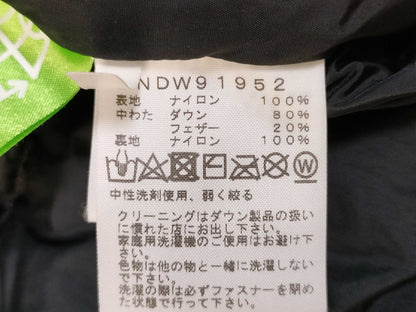 NDW91952
表地 ナイロン 100%
中わた ダウン 80%
フェザー 20%
裏地 ナイロン 100%
W
中性洗剤使用、弱く絞る
クリーニングはダウン製品の扱い
に慣れた店にお出し下さい。
家庭用洗濯機のご使用はお避け下
さい。
色物は他の物と一緒に洗濯しない
で下さい。
洗濯の際は必ずファスナーを閉め
た状態で行って下さい。